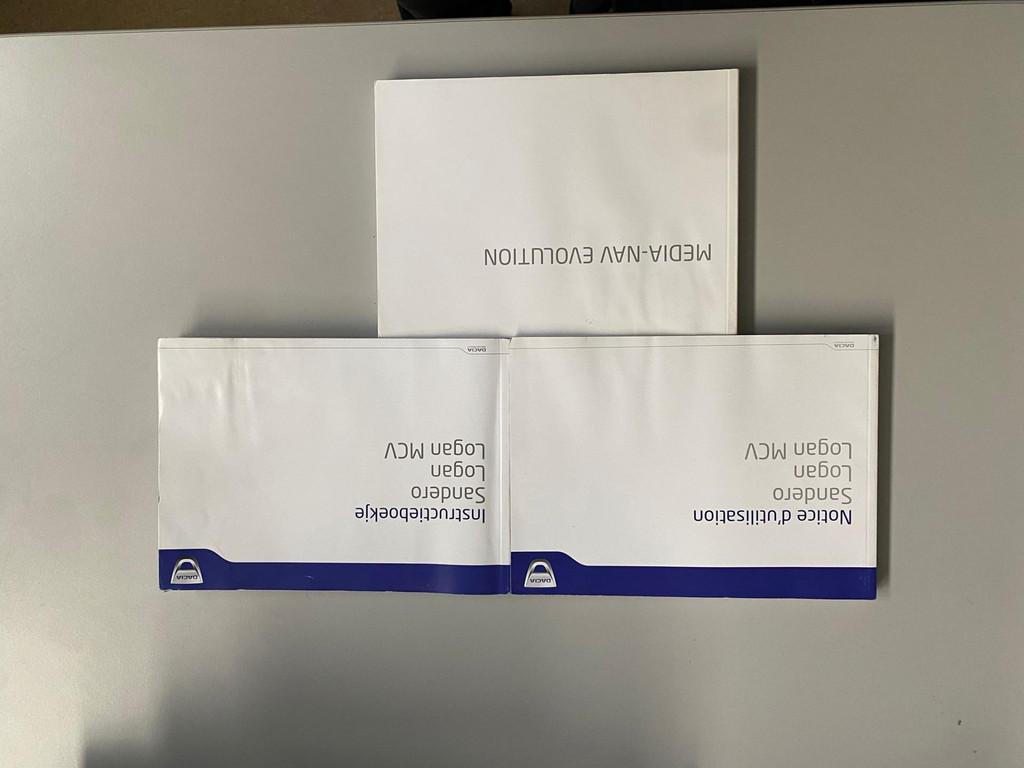 Notice d'utilisation
Sandero
Logan
Logan MCV
DACIA
DACIA
Instructieboekje
Sandero
Logan
Logan MCV
DACIA
DACIA
MEDIA-NAV EVOLUTION